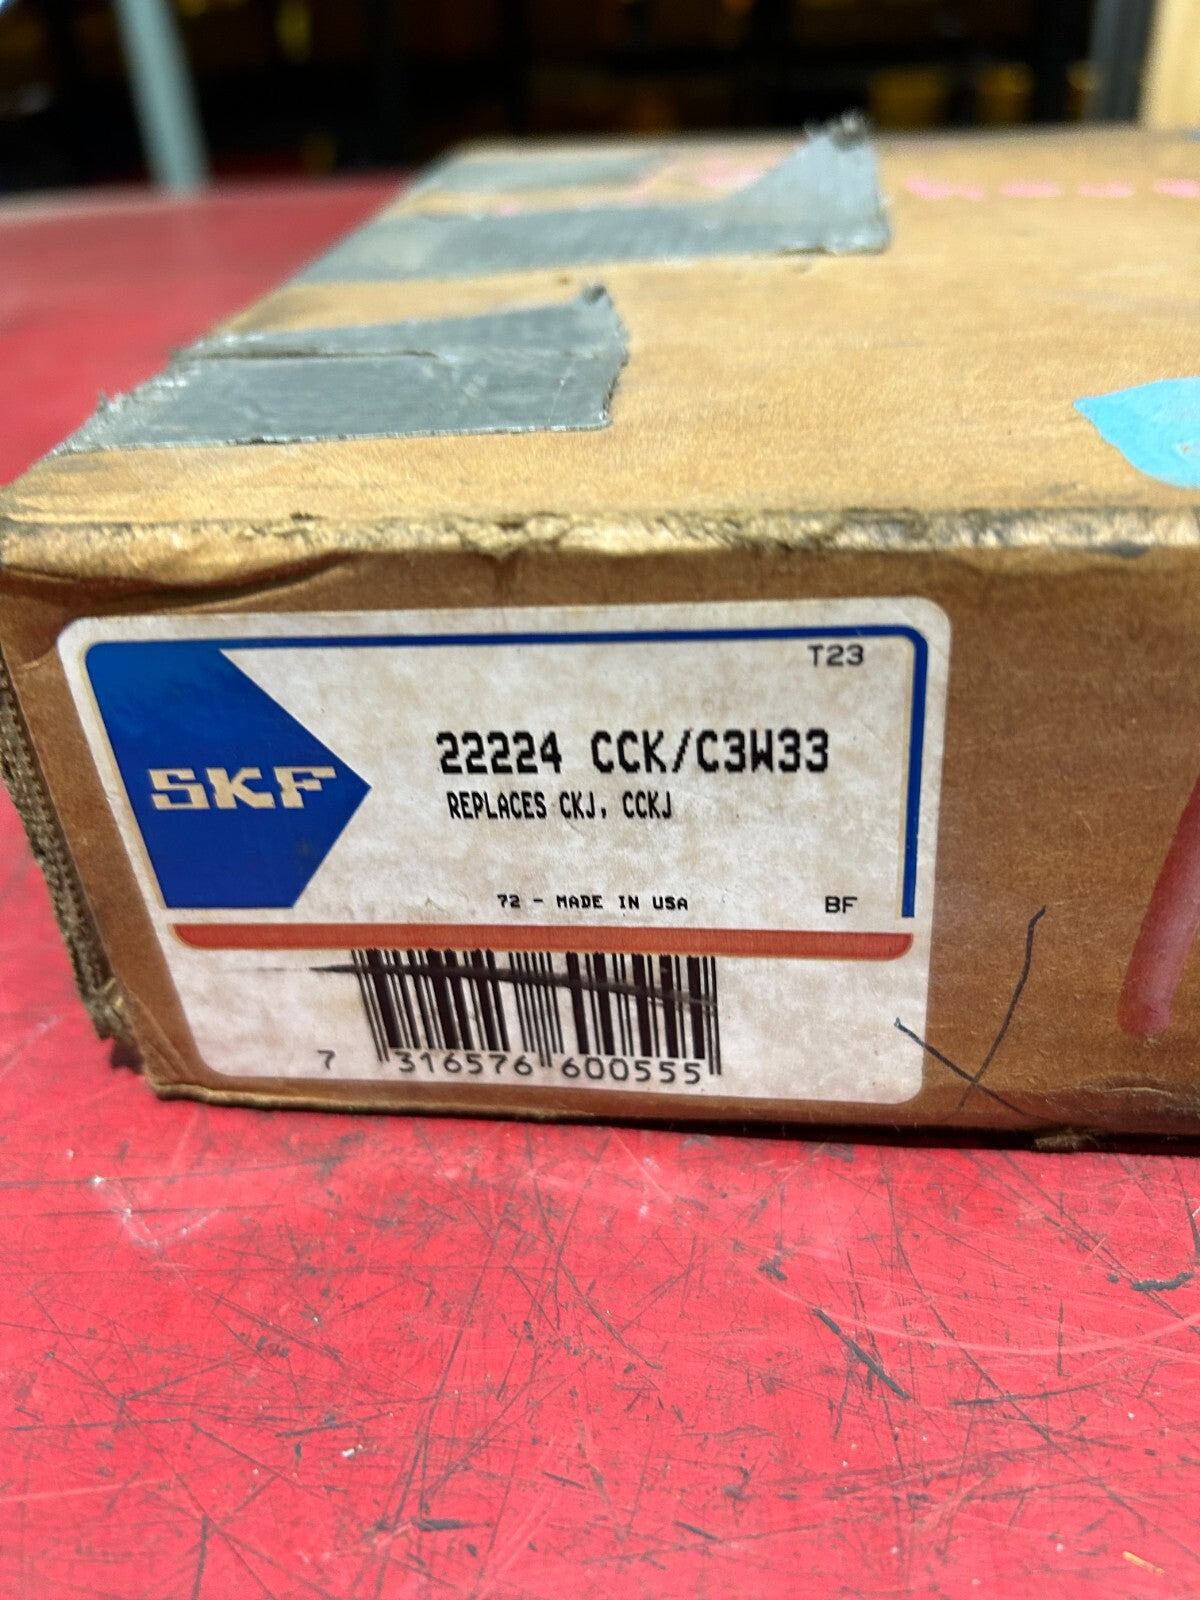 T23
SKF
22224 CCK/C3W33
REPLACES CKJ, CCKJ
72 - MADE IN USA
BF
7 316576 600555